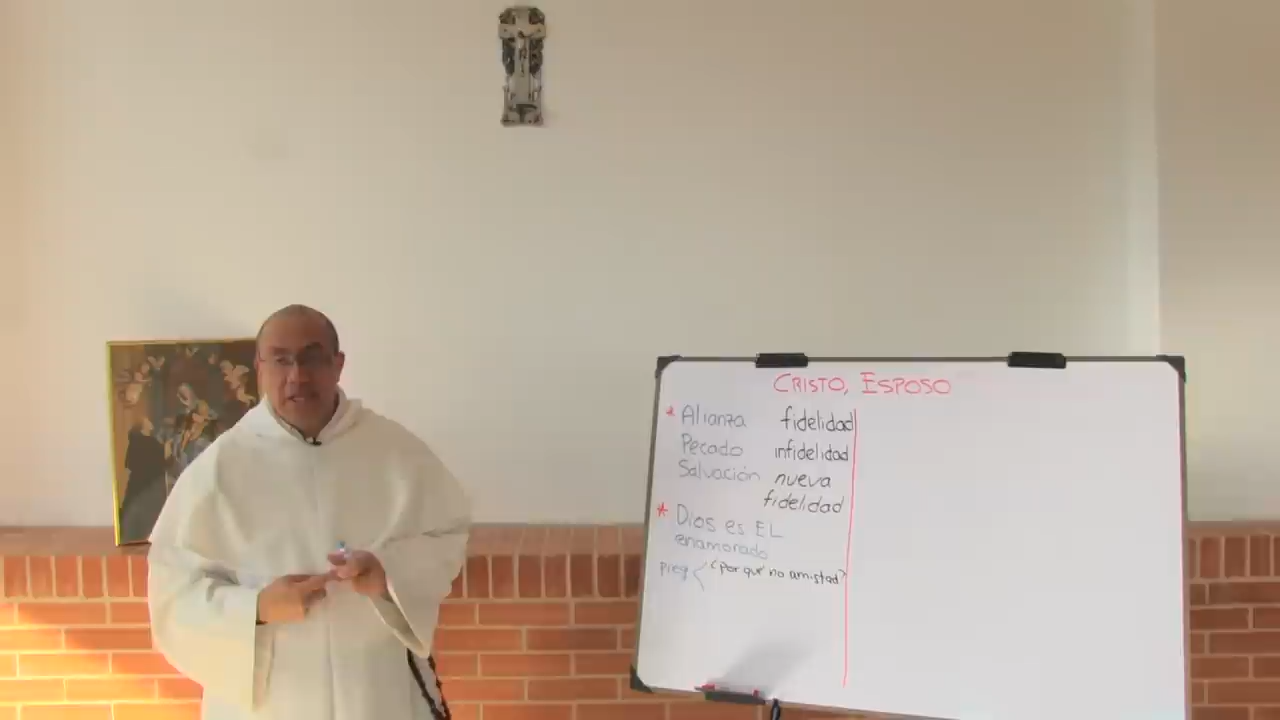 CRISTO, ESPOSO
* Alianza fidelidad
Pecado infidelidad
Salvación nueva
fidelidad
* Dios es EL
enamorado
preg < ¿por qué no amistad?